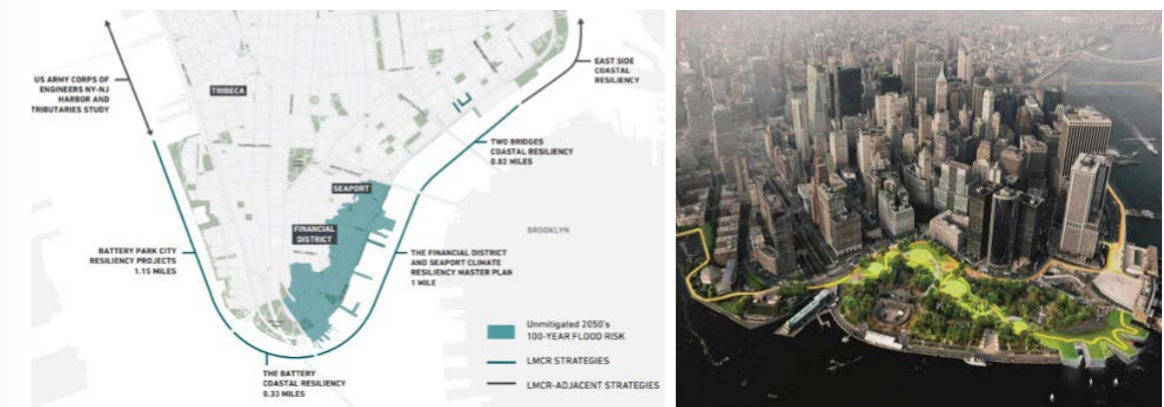 US ARMY CORPS OF
ENGINEERS NY-NJ
HARBOR AND
TRIBUTARIES STUDY
TRIBECA
EAST SIDE
COASTAL
RESILIENCY
TWO BRIDGES
COASTAL RESILIENCY
0.82 MILES
SEAPORT
FINANCIAL
DISTRICT
BROOKLYN
BATTERY PARK CITY
RESILIENCY PROJECTS
1.15 MILES
THE FINANCIAL DISTRICT
AND SEAPORT CLIMATE
RESILIENCY MASTER PLAN
1 MILE
Unmitigated 2050's
100-YEAR FLOOD RISK
LMCR STRATEGIES
LMCR-ADJACENT STRATEGIES
THE BATTERY
COASTAL RESILIENCY
0.33 MILES